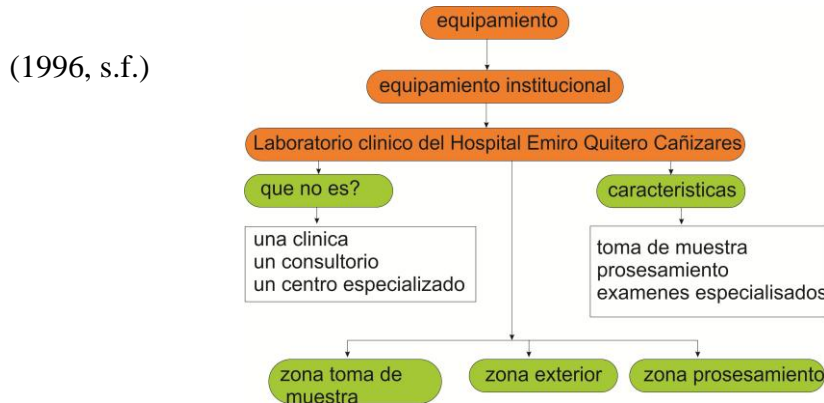 (1996, s.f.)
equipamiento
equipamiento institucional
Laboratorio clinico del Hospital Emiro Quitero Cañizares
que no es?
caracteristicas
una clinica
un consultorio
un centro especializado
toma de muestra
prosesamiento
examenes especialisados
zona toma de
muestra
zona exterior
zona prosesamiento